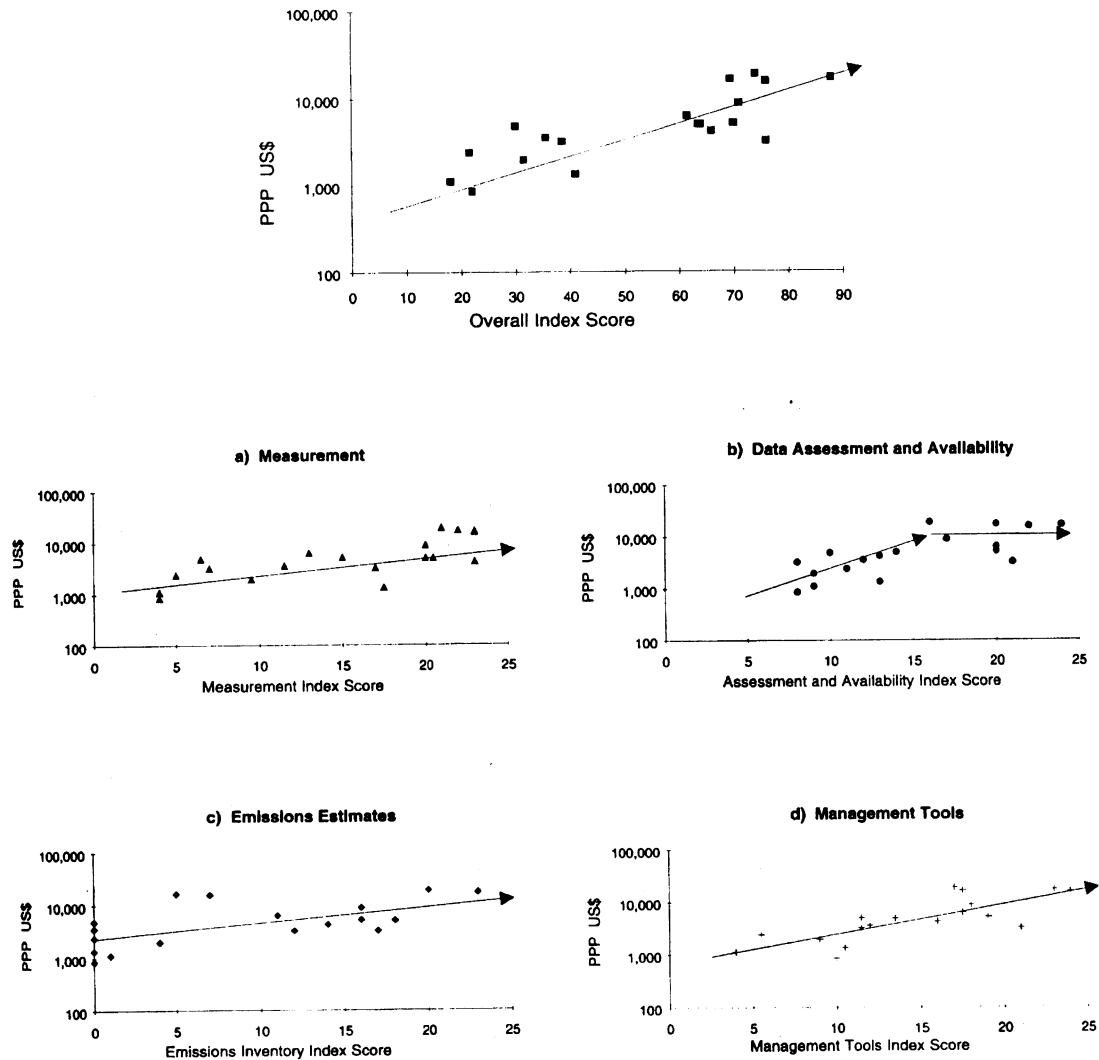 100,000
10,000
1,000
100
PPP US$
0 10 20 30 40 50 60 70 80 90
Overall Index Score
a) Measurement
100,000
10,000
1,000
100
PPP US$
0 5 10 15 20 25
Measurement Index Score
b) Data Assessment and Availability
100,000
10,000
1,000
100
PPP US$
0 5 10 15 20 25
Assessment and Availability Index Score
c) Emissions Estimates
100,000
10,000
1,000
100
PPP US$
0 5 10 15 20 25
Emissions Inventory Index Score
d) Management Tools
100,000
10,000
1,000
100
PPP US$
0 5 10 15 20 25
Management Tools Index Score